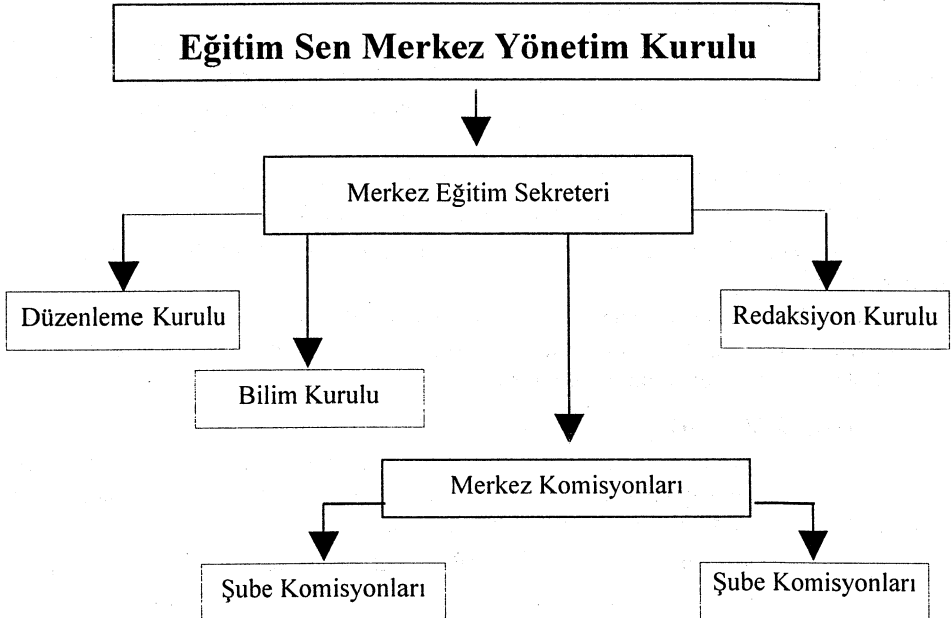 Eğitim Sen Merkez Yönetim Kurulu
Merkez Eğitim Sekreteri
Düzenleme Kurulu
Redaksiyon Kurulu
Bilim Kurulu
Merkez Komisyonları
Şube Komisyonları
Şube Komisyonları